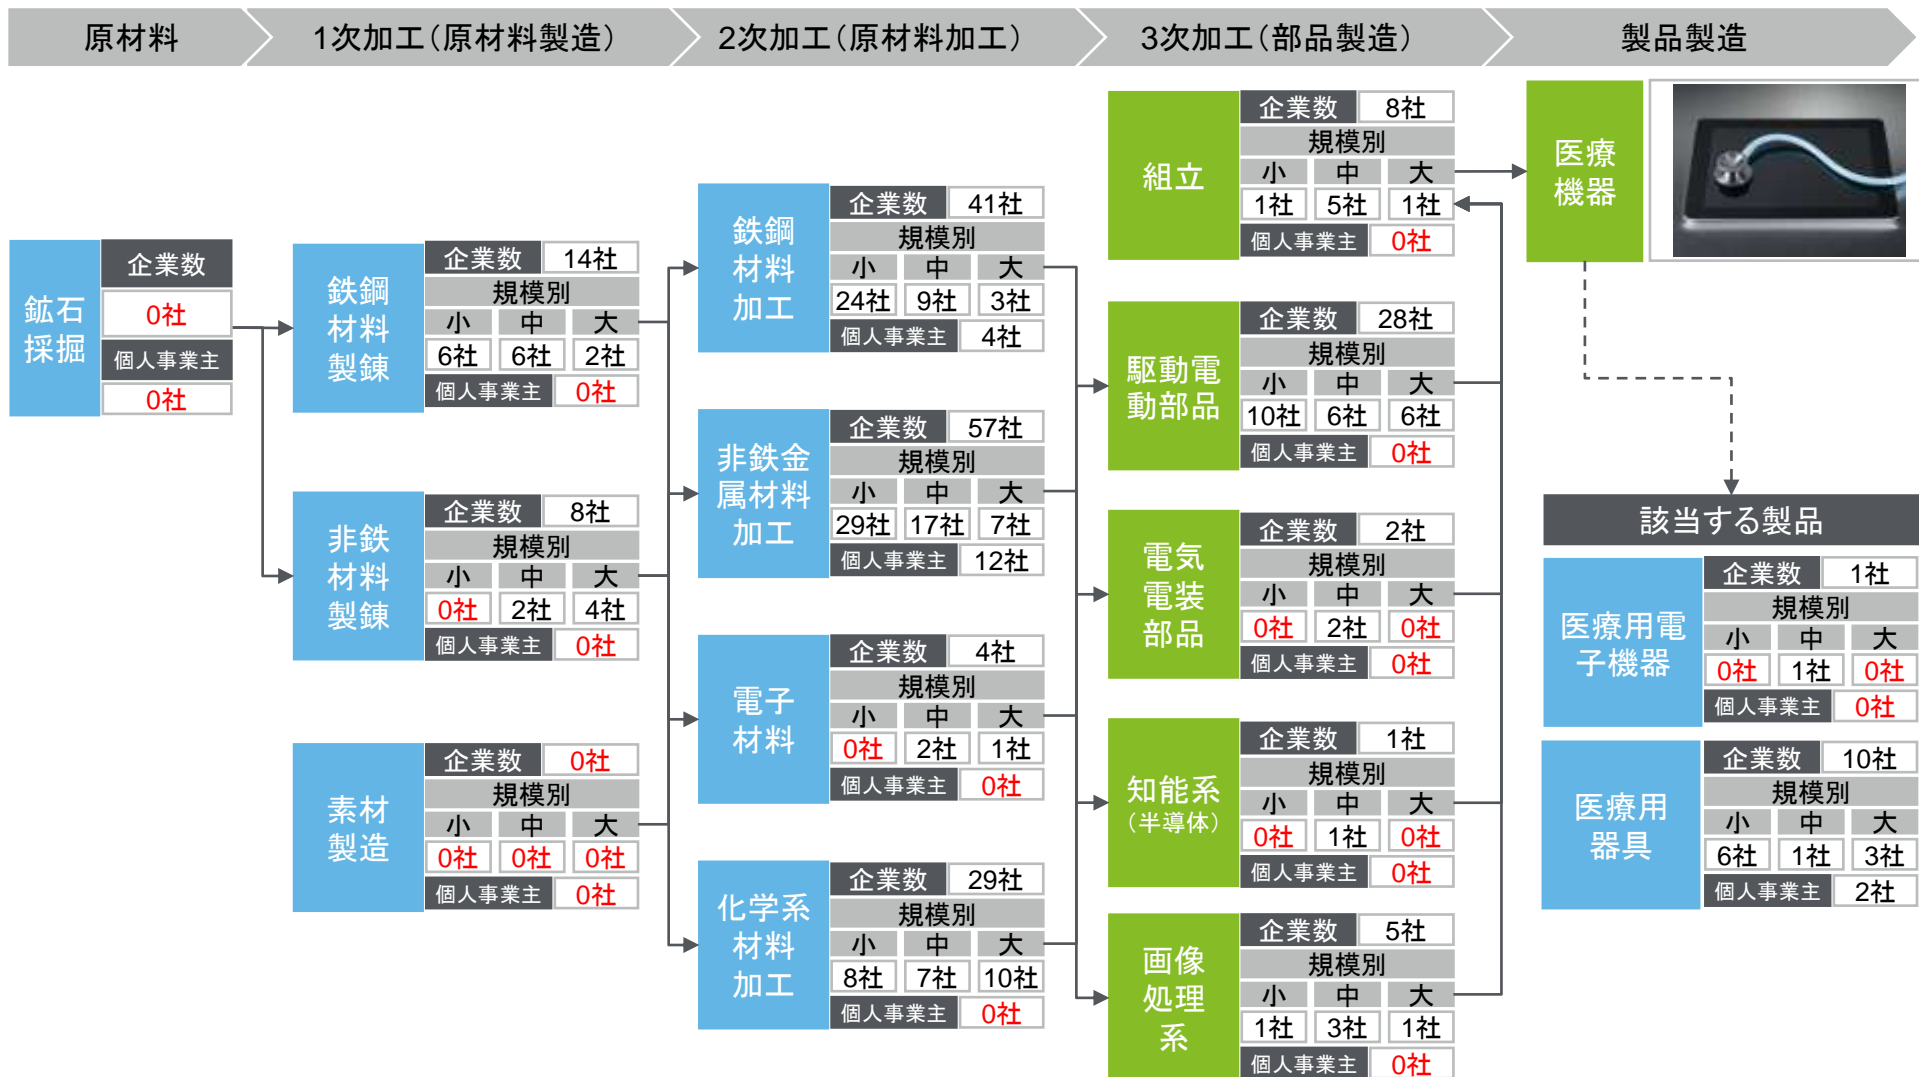 原材料
1次加工（原材料製造）
2次加工（原材料加工）
3次加工（部品製造）
製品製造
鉱石
採掘
企業数
0社
個人事業主
0社
鉄鋼
材料
製錬
企業数 14社
規模別
小 中 大
6社 6社 2社
個人事業主 0社
非鉄
材料
製錬
企業数 8社
規模別
小 中 大
0社 2社 4社
個人事業主 0社
素材
製造
企業数 0社
規模別
小 中 大
0社 0社 0社
個人事業主 0社
鉄鋼
材料
加工
企業数 41社
規模別
小 中 大
24社 9社 3社
個人事業主 4社
非鉄金
属材料
加工
企業数 57社
規模別
小 中 大
29社 17社 7社
個人事業主 12社
電子
材料
企業数 4社
規模別
小 中 大
0社 2社 1社
個人事業主 0社
化学系
材料
加工
企業数 29社
規模別
小 中 大
8社 7社 10社
個人事業主 0社
組立
企業数 8社
規模別
小 中 大
1社 5社 1社
個人事業主 0社
駆動電
動部品
企業数 28社
規模別
小 中 大
10社 6社 6社
個人事業主 0社
電気
電装
部品
企業数 2社
規模別
小 中 大
0社 2社 0社
個人事業主 0社
知能系
（半導体）
企業数 1社
規模別
小 中 大
0社 1社 0社
個人事業主 0社
画像
処理
系
企業数 5社
規模別
小 中 大
1社 3社 1社
個人事業主 0社
医療
機器
該当する製品
医療用電
子機器
企業数 1社
規模別
小 中 大
0社 1社 0社
個人事業主 0社
医療用
器具
企業数 10社
規模別
小 中 大
6社 1社 3社
個人事業主 2社